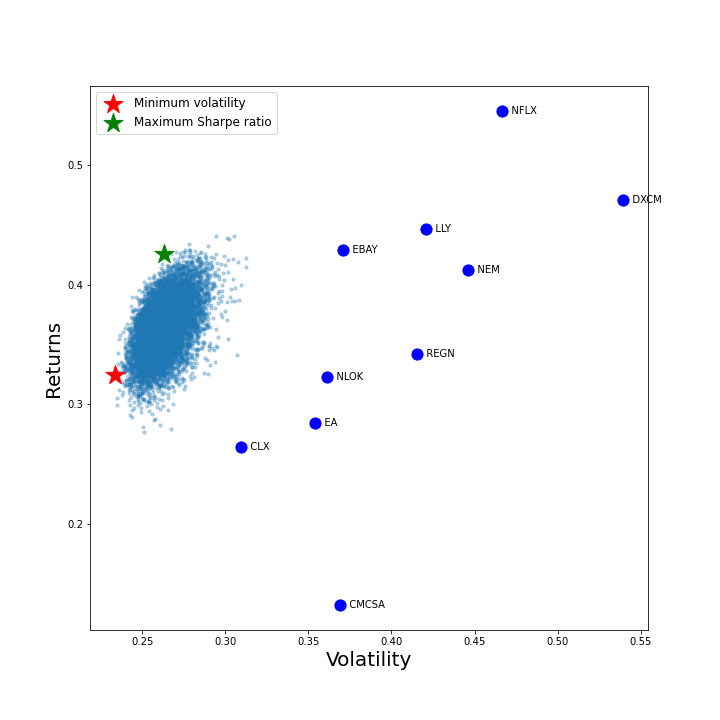 Minimum volatility
Maximum Sharpe ratio
NFLX
0.5
DXCM
LLY
EBAY
NEM
0.4
Returns
REGN
NLOK
0.3
EA
CLX
0.2
CMCSA
0.25 0.30 0.35 0.40 0.45 0.50 0.55
Volatility